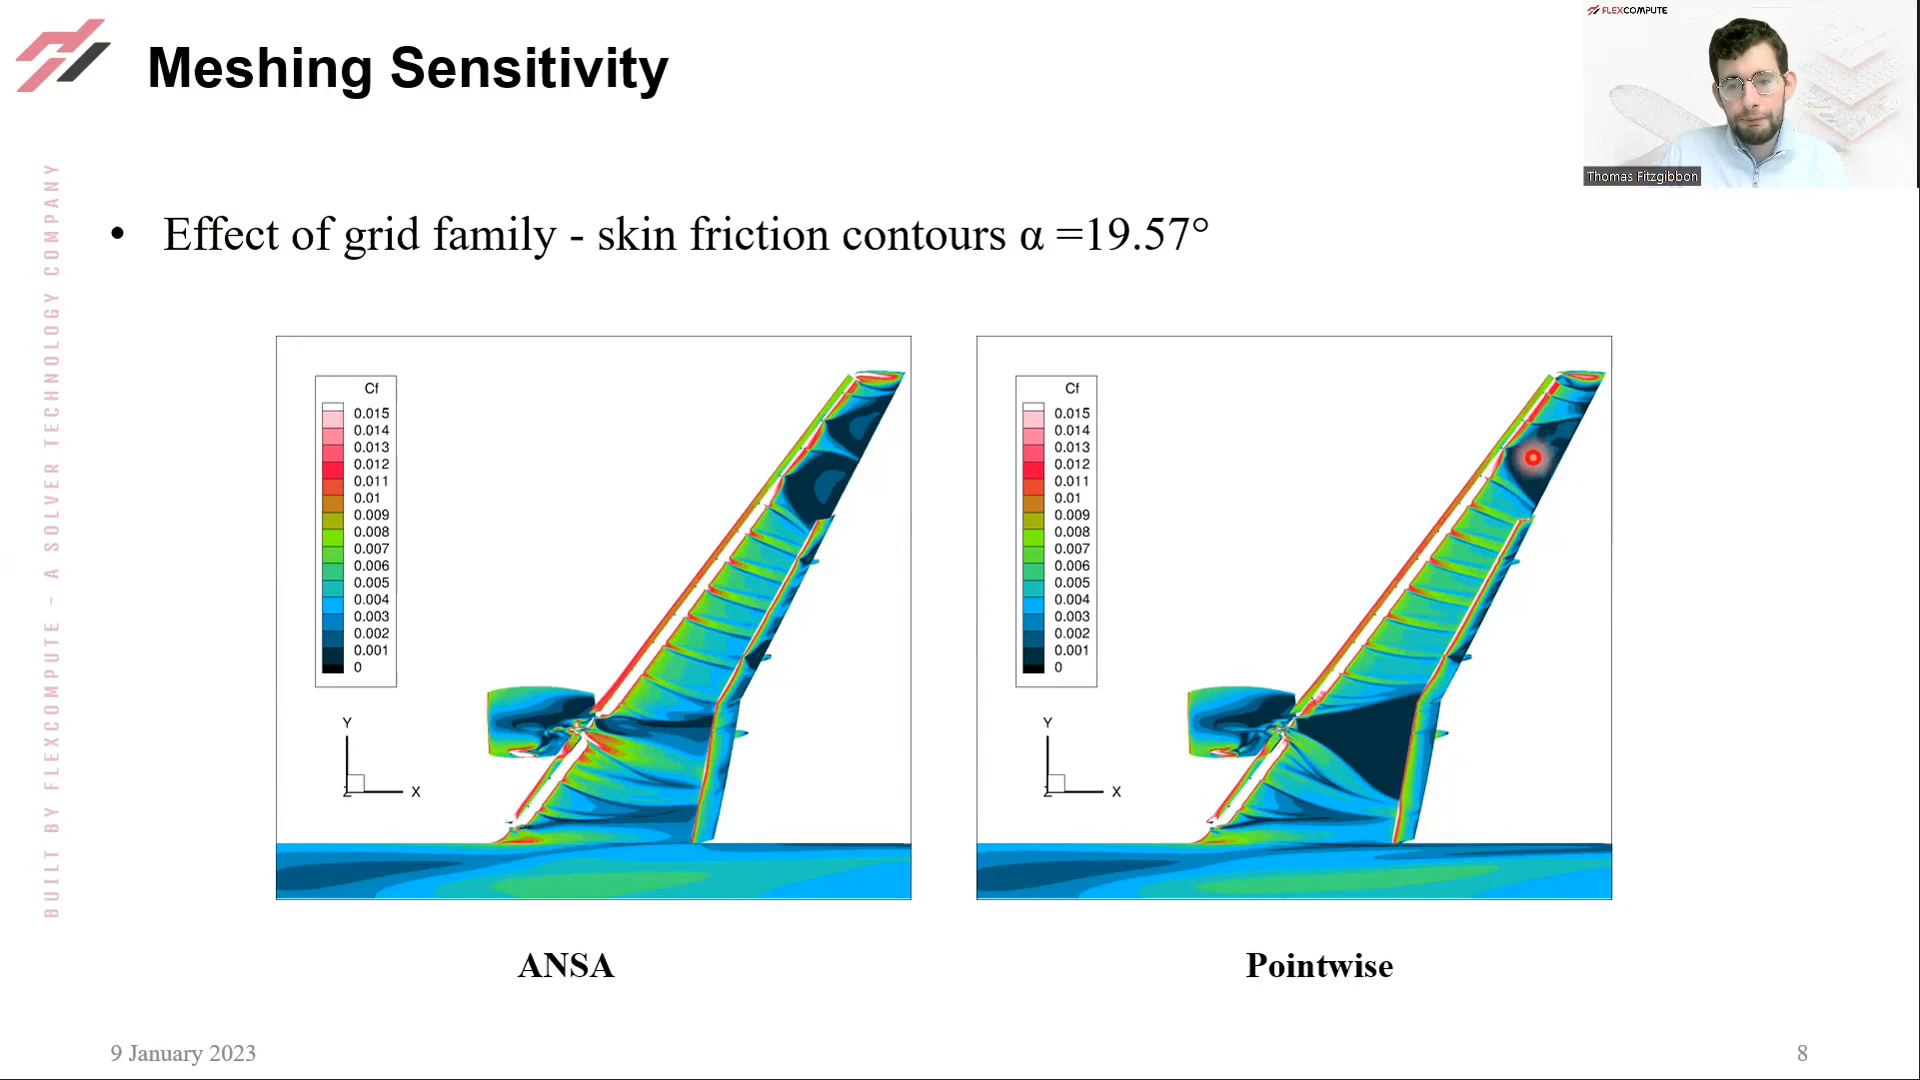 Meshing Sensitivity
FLEXCOMPUTE
Thomas Fitzgibbon
BUILT BY FLEXCOMPUTE - A SOLVER TECHNOLOGY COMPANY
• Effect of grid family - skin friction contours α =19.57°
Cf
0.015
0.014
0.013
0.012
0.011
0.01
0.009
0.008
0.007
0.006
0.005
0.004
0.003
0.002
0.001
0
Y
Z
X
Cf
0.015
0.014
0.013
0.012
0.011
0.01
0.009
0.008
0.007
0.006
0.005
0.004
0.003
0.002
0.001
0
Y
Z
X
ANSA
Pointwise
9 January 2023
8